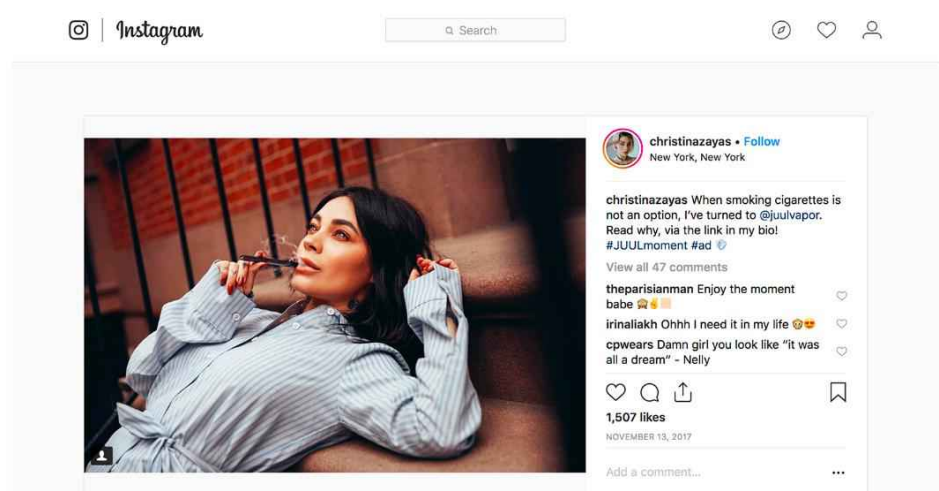 Instagram
Search
christinazayas • Follow
New York, New York
christinazayas When smoking cigarettes is
not an option, I've turned to @juulvapor.
Read why, via the link in my bio!
#JUULmoment #ad
View all 47 comments
theparisianman Enjoy the moment
babe
irinaliakh Ohhh I need it in my life
cpwears Damn girl you look like “it was
all a dream” - Nelly
1,507 likes
NOVEMBER 13, 2017
Add a comment...